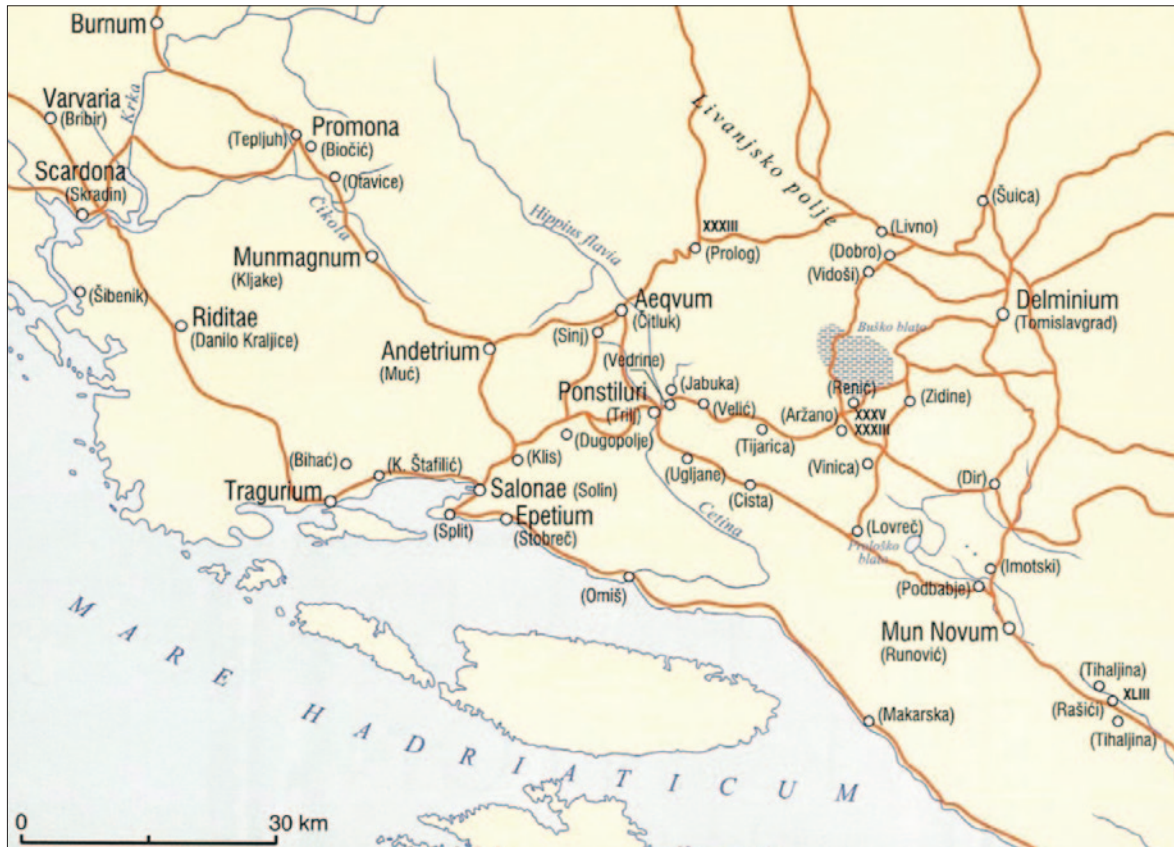 Burnum
Varvaria
(Bribir)
Krka
Scardona
(Skradin)
(Tepljuh)
Promona
(Biočić)
(Otavice)
Čikola
Munmagnum
(Kljake)
(Šibenik)
Riditae
(Danilo Kraljice)
Andetrium
(Muć)
Hippius flavia
Livanjsko polje
XXXIII
(Prolog)
(Šuica)
(Livno)
(Dobro)
(Vidoši)
Aeqvum
(Čitluk)
(Sinj)
(Vedrine)
Delminium
(Tomislavgrad)
Buško blato
Ponstiluri
(Trilj)
(Jabuka)
(Velić)
(Renić)
(Aržano)
XXXV
XXXIII
(Zidine)
(Tijarica)
(Dugopolje)
(Klis)
(Bihać)
(K. Štafilić)
Tragurium
Salonae (Solin)
(Split)
Epetium
(Stobreč)
(Ugljane)
(Cista)
Cetina
(Vinica)
(Dir)
(Lovreč)
Prološko
blato
(Imotski)
(Podbabje)
(Omiš)
Mun Novum
(Runović)
(Tihaljina)
XLIII
(Rašići)
(Tihaljina)
(Makarska)
MARE HADRIATICUM
0 30 km